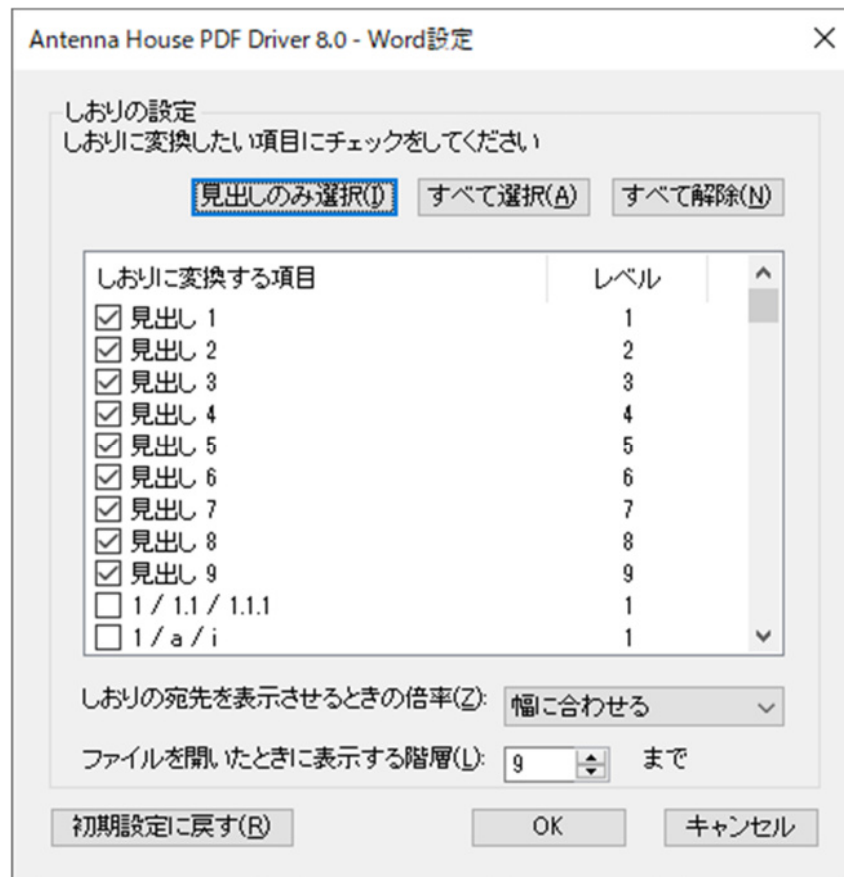 Antenna House PDF Driver 8.0 - Word設定
しおりの設定
しおりに変換したい項目にチェックをしてください
見出しのみ選択(I) すべて選択(A) すべて解除(N)
しおりに変換する項目 レベル
見出し 1 1
見出し 2 2
見出し 3 3
見出し 4 4
見出し 5 5
見出し 6 6
見出し 7 7
見出し 8 8
見出し 9 9
1 / 1.1 / 1.1.1 1
1 / a / i 1
しおりの宛先を表示させるときの倍率(Z): 幅に合わせる
ファイルを開いたときに表示する階層(L): 9 まで
初期設定に戻す(R) OK キャンセル